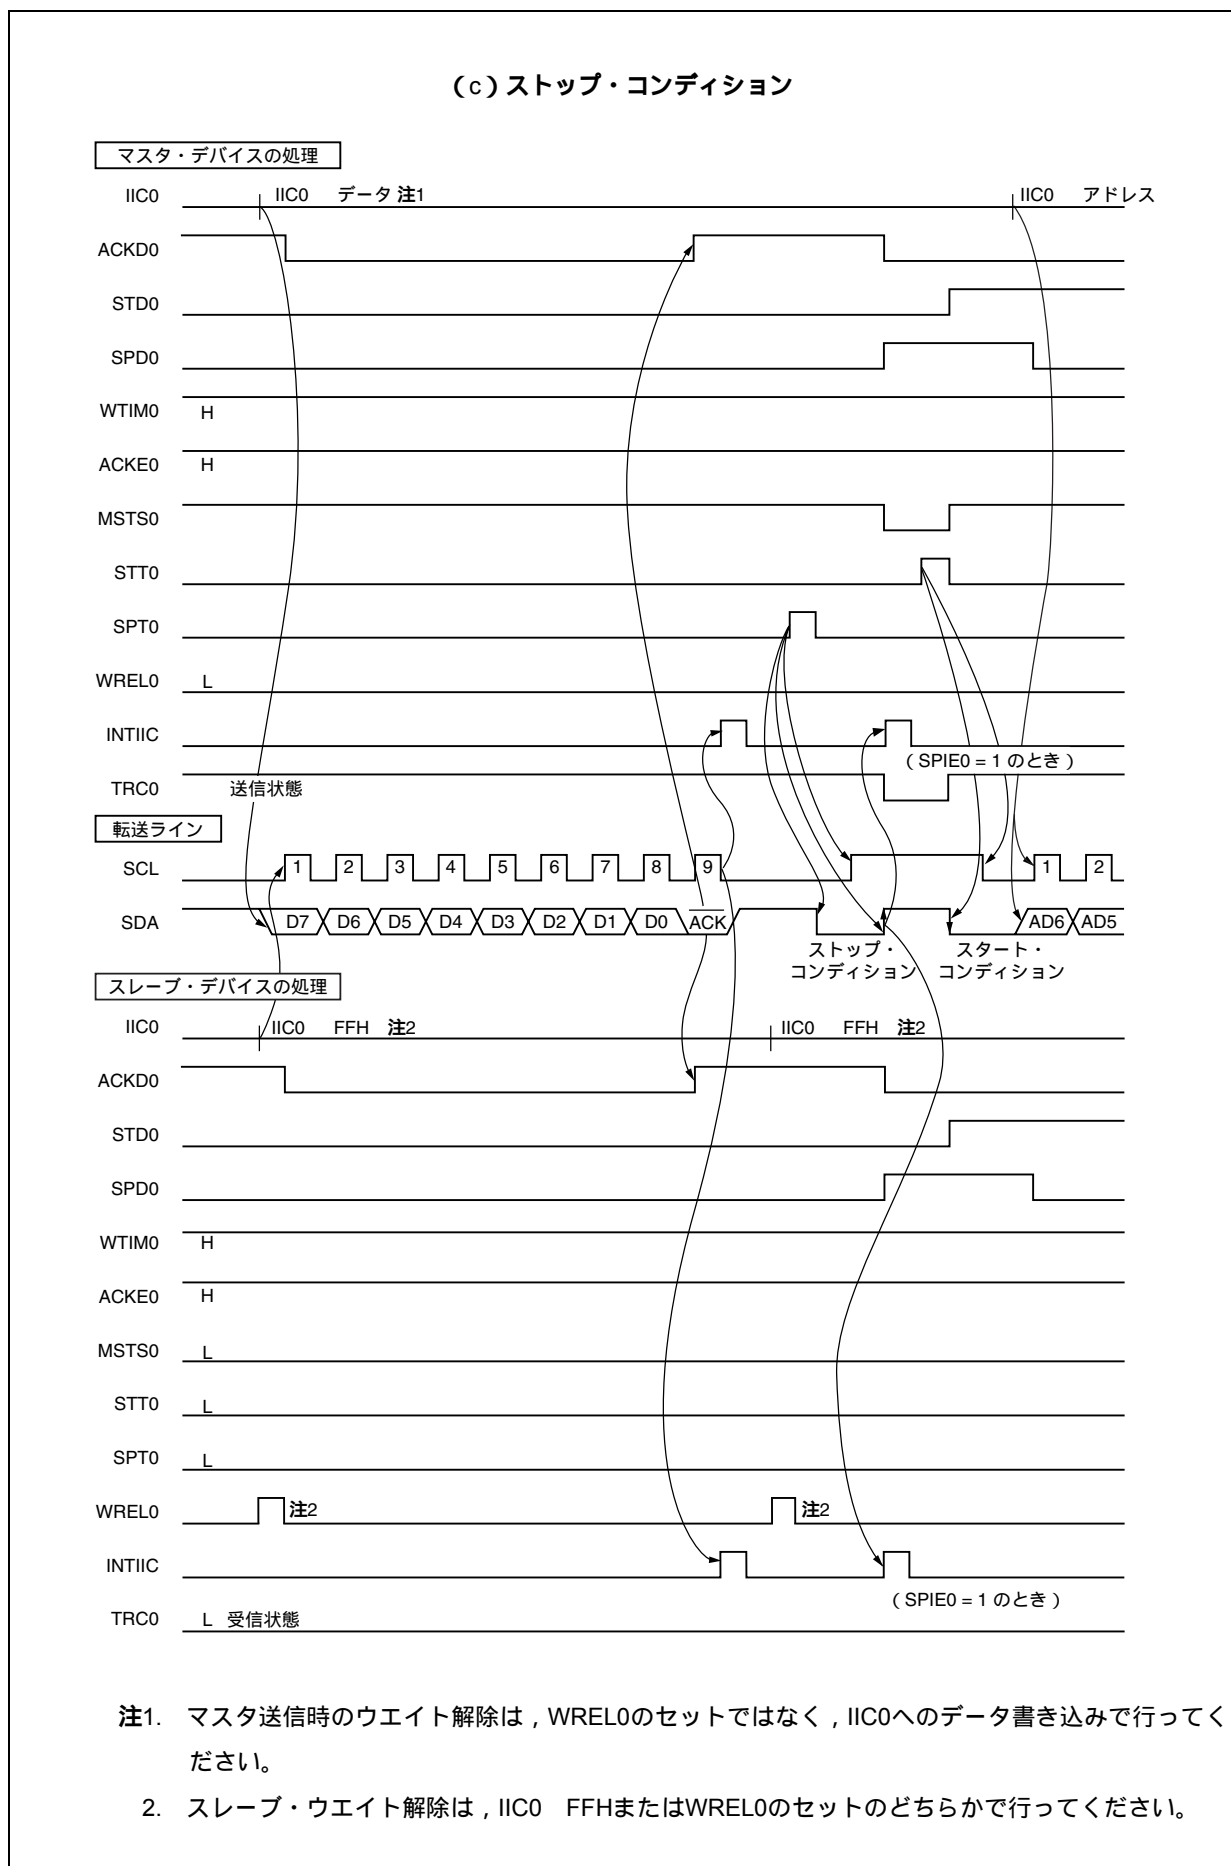 （c）ストップ・コンディション
マスタ・デバイスの処理
IIC0 IIC0 データ 注1 IIC0 アドレス
ACKD0
STD0
SPD0
WTIM0 H
ACKE0 H
MSTS0
STT0
SPT0
WREL0 L
INTIIC
（SPIE0 = 1 のとき）
TRC0 送信状態
転送ライン
SCL 1 2 3 4 5 6 7 8 9 1 2
SDA D7 D6 D5 D4 D3 D2 D1 D0 ACK AD6 AD5
ストップ・ スタート・
コンディション コンディション
スレーブ・デバイスの処理
IIC0 IIC0 FFH 注2 IIC0 FFH 注2
ACKD0
STD0
SPD0
WTIM0 H
ACKE0 H
MSTS0 L
STT0 L
SPT0 L
WREL0 注2 注2
INTIIC
（SPIE0 = 1 のとき）
TRC0 L 受信状態
注1. マスタ送信時のウエイト解除は，WREL0のセットではなく，IIC0へのデータ書き込みで行ってく
ださい。
2. スレーブ・ウエイト解除は，IIC0 FFHまたはWREL0のセットのどちらかで行ってください。